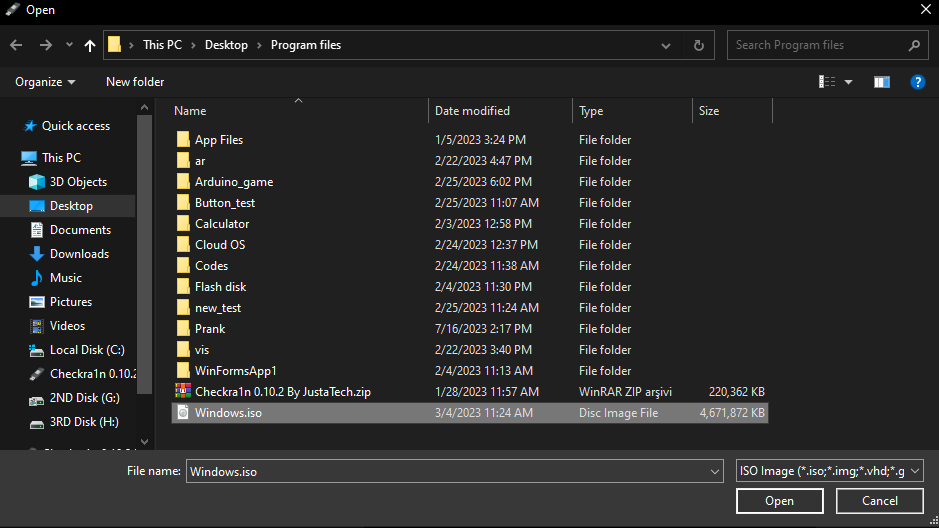 Open
This PC > Desktop > Program files
Search Program files
Organize
New folder
Quick access
This PC
3D Objects
Desktop
Documents
Downloads
Music
Pictures
Videos
Local Disk (C:)
Checkra1n 0.10.2
2ND Disk (G:)
3RD Disk (H:)
Name Date modified Type Size
App Files 1/5/2023 3:24 PM File folder
ar 2/22/2023 4:47 PM File folder
Arduino_game 2/25/2023 6:02 PM File folder
Button_test 2/25/2023 11:07 AM File folder
Calculator 2/3/2023 12:58 PM File folder
Cloud OS 2/24/2023 12:37 PM File folder
Codes 2/24/2023 11:38 AM File folder
Flash disk 2/4/2023 11:30 PM File folder
new_test 2/25/2023 11:24 AM File folder
Prank 7/16/2023 2:17 PM File folder
vis 2/22/2023 3:40 PM File folder
WinFormsApp1 2/4/2023 11:13 AM File folder
Checkra1n 0.10.2 By JustaTech.zip 1/28/2023 11:57 AM WinRAR ZIP arşivi 220,362 KB
Windows.iso 3/4/2023 11:24 AM Disc Image File 4,671,872 KB
File name: Windows.iso
ISO Image (*.iso;*.img;*.vhd;*.g
Open
Cancel